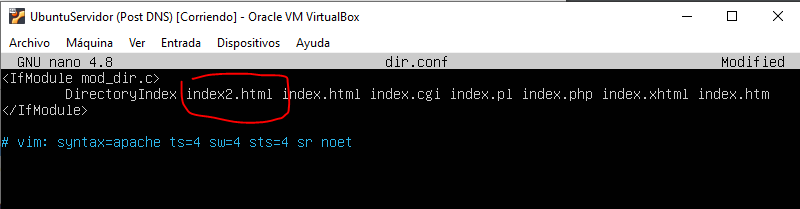 UbuntuServidor (Post DNS) [Corriendo] - Oracle VM VirtualBox
Archivo Máquina Ver Entrada Dispositivos Ayuda
GNU nano 4.8 dir.conf Modified
<IfModule mod_dir.c>
DirectoryIndex index2.html index.html index.cgi index.pl index.php index.xhtml index.htm
</IfModule>
# vim: syntax=apache ts=4 sw=4 sts=4 sr noet